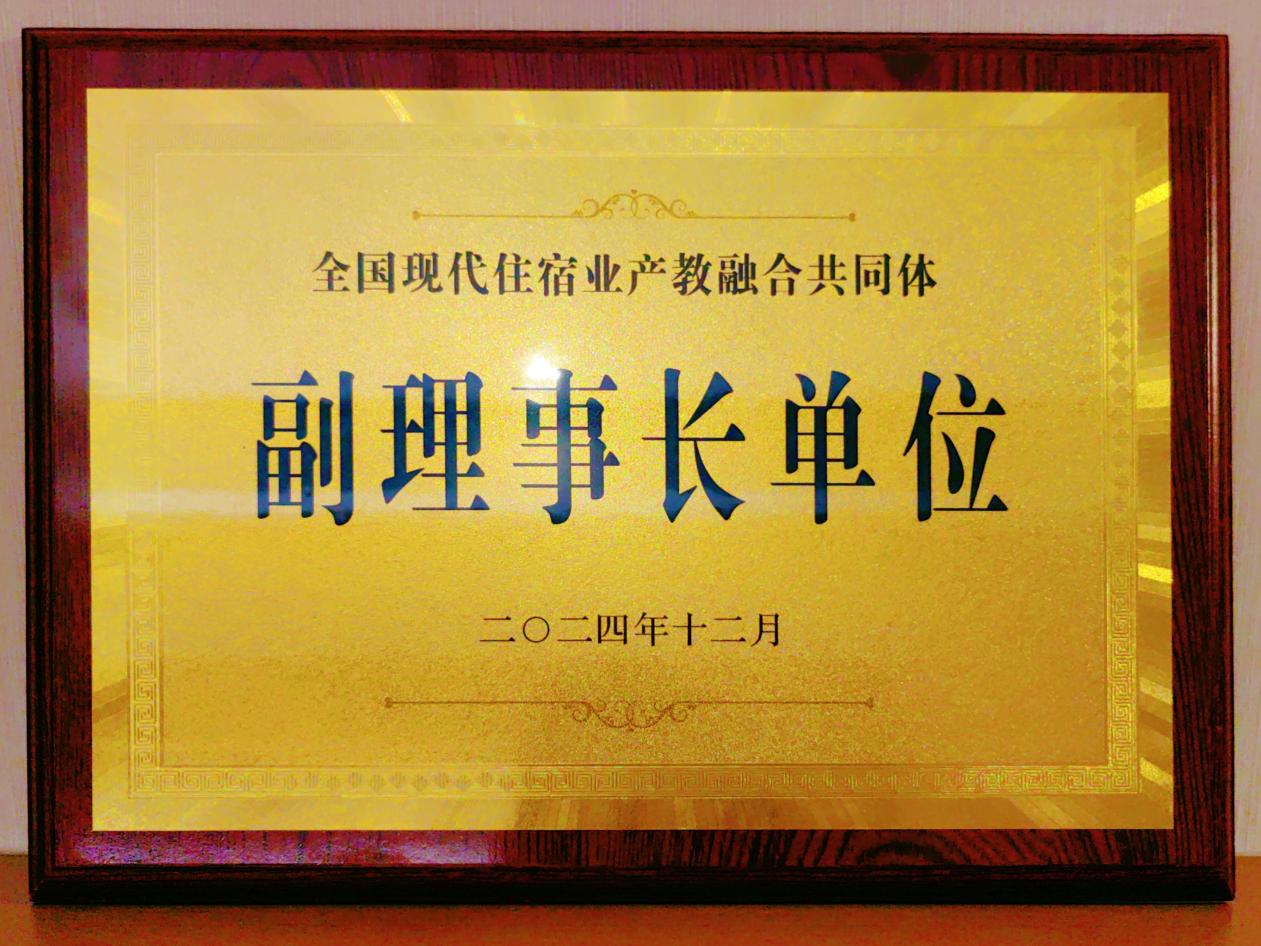 全国现代住宿业产教融合共同体
副理事长单位
二〇二四年十二月